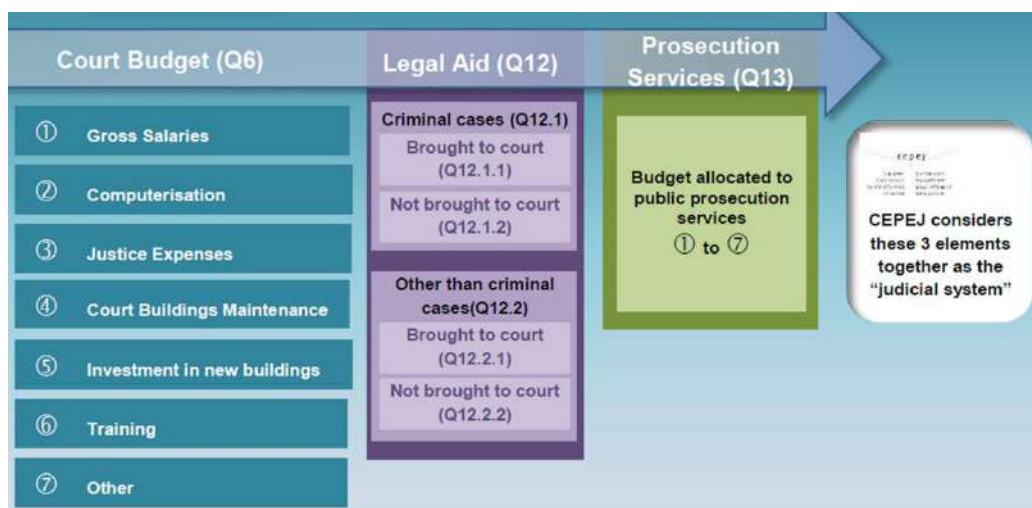 Court Budget (Q6)
① Gross Salaries
② Computerisation
③ Justice Expenses
④ Court Buildings Maintenance
⑤ Investment in new buildings
⑥ Training
⑦ Other
Legal Aid (Q12)
Criminal cases (Q12.1)
Brought to court
(Q12.1.1)
Not brought to court
(Q12.1.2)
Other than criminal
cases(Q12.2)
Brought to court
(Q12.2.1)
Not brought to court
(Q12.2.2)
Prosecution
Services (Q13)
Budget allocated to
public prosecution
services
① to ⑦
cepej
CEPEJ considers
these 3 elements
together as the
“judicial system”